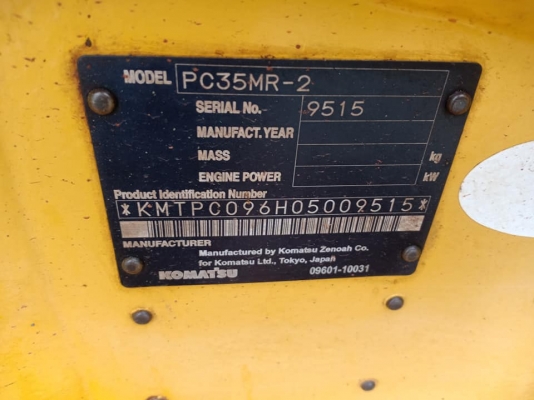 MODEL PC35MR-2
SERIAL No. 9515
MANUFACT. YEAR
MASS kg
ENGINE POWER kW
Product Identification Number
*KMTPC096H05009515*
MANUFACTURER
Manufactured by Komatsu Zenoah Co.
for Komatsu Ltd., Tokyo, Japan
KOMATSU 09601-10031